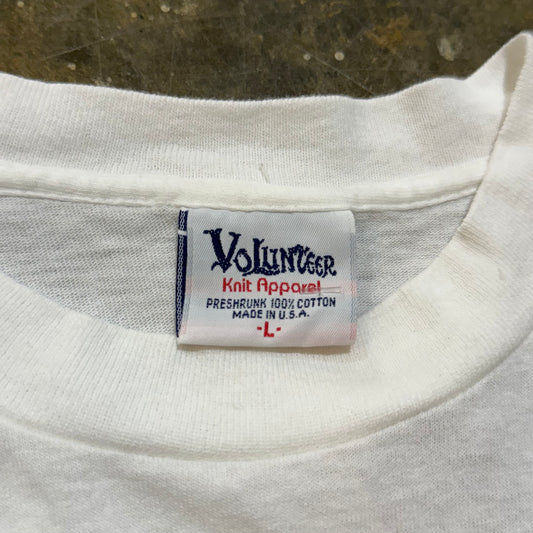 VOLUNTEER
Knit Apparel
PRESHRUNK 100% COTTON
MADE IN U.S.A.
-L-